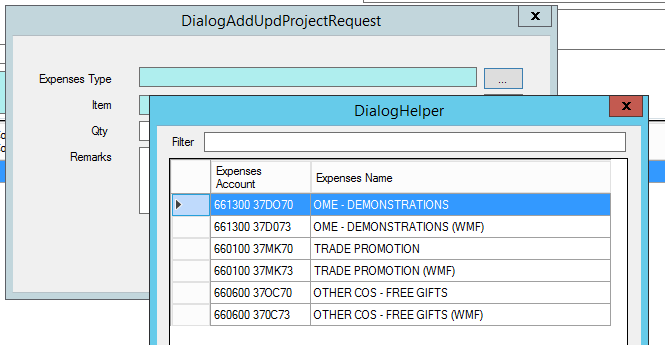 DialogAddUpdProjectRequest
x
Expenses Type
...
Item
Qty
Remarks
DialogHelper
x
Filter
Expenses Account
Expenses Name
661300 37DO70 OME - DEMONSTRATIONS
661300 37D073 OME - DEMONSTRATIONS (WMF)
660100 37MK70 TRADE PROMOTION
660100 37MK73 TRADE PROMOTION (WMF)
660600 37OC70 OTHER COS - FREE GIFTS
660600 370C73 OTHER COS - FREE GIFTS (WMF)